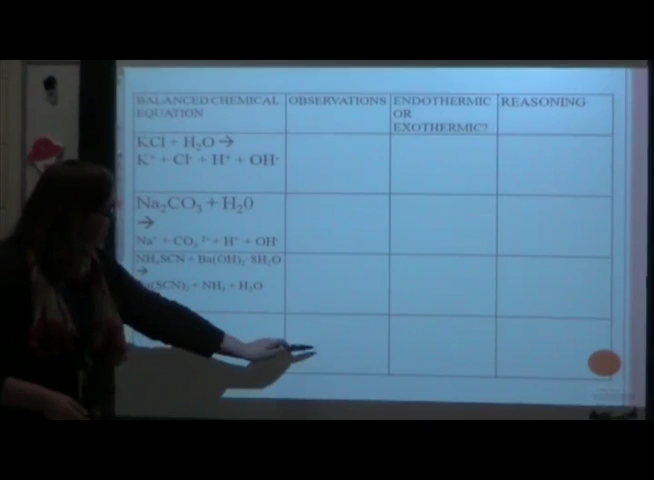 BALANCED CHEMICAL EQUATION
OBSERVATIONS
ENDOTHERMIC OR EXOTHERMIC?
REASONING
KCl + H₂O →
K⁺ + Cl⁻ + H⁺ + OH⁻
Na₂CO₃ + H₂0
→
Na⁺ + CO₃ ²⁻ + H⁺ + OH⁻
NH₄SCN + Ba(OH)₂·8H₂O
→
(SCN)₂ + NH₃ + H₂O